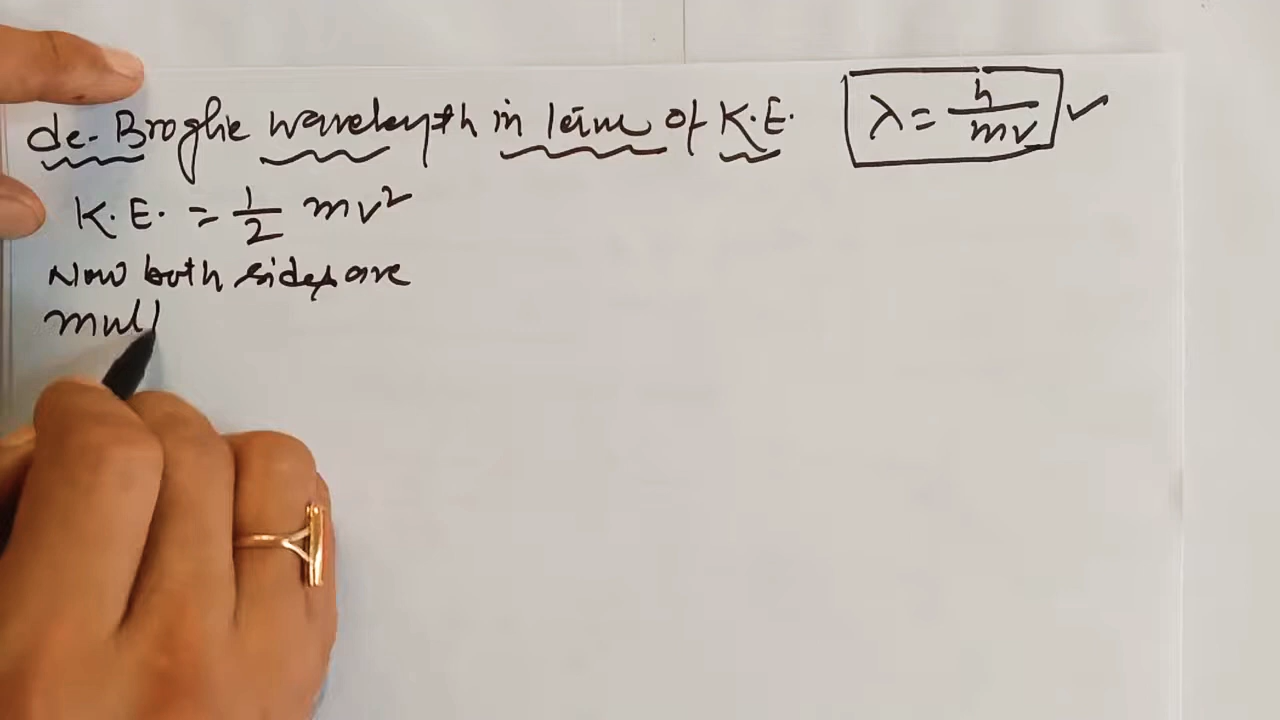 de-Broglie wavelength in term of K.E. λ = h/mv ✓
K.E. = 1/2 mv²
Now both sides are
mul